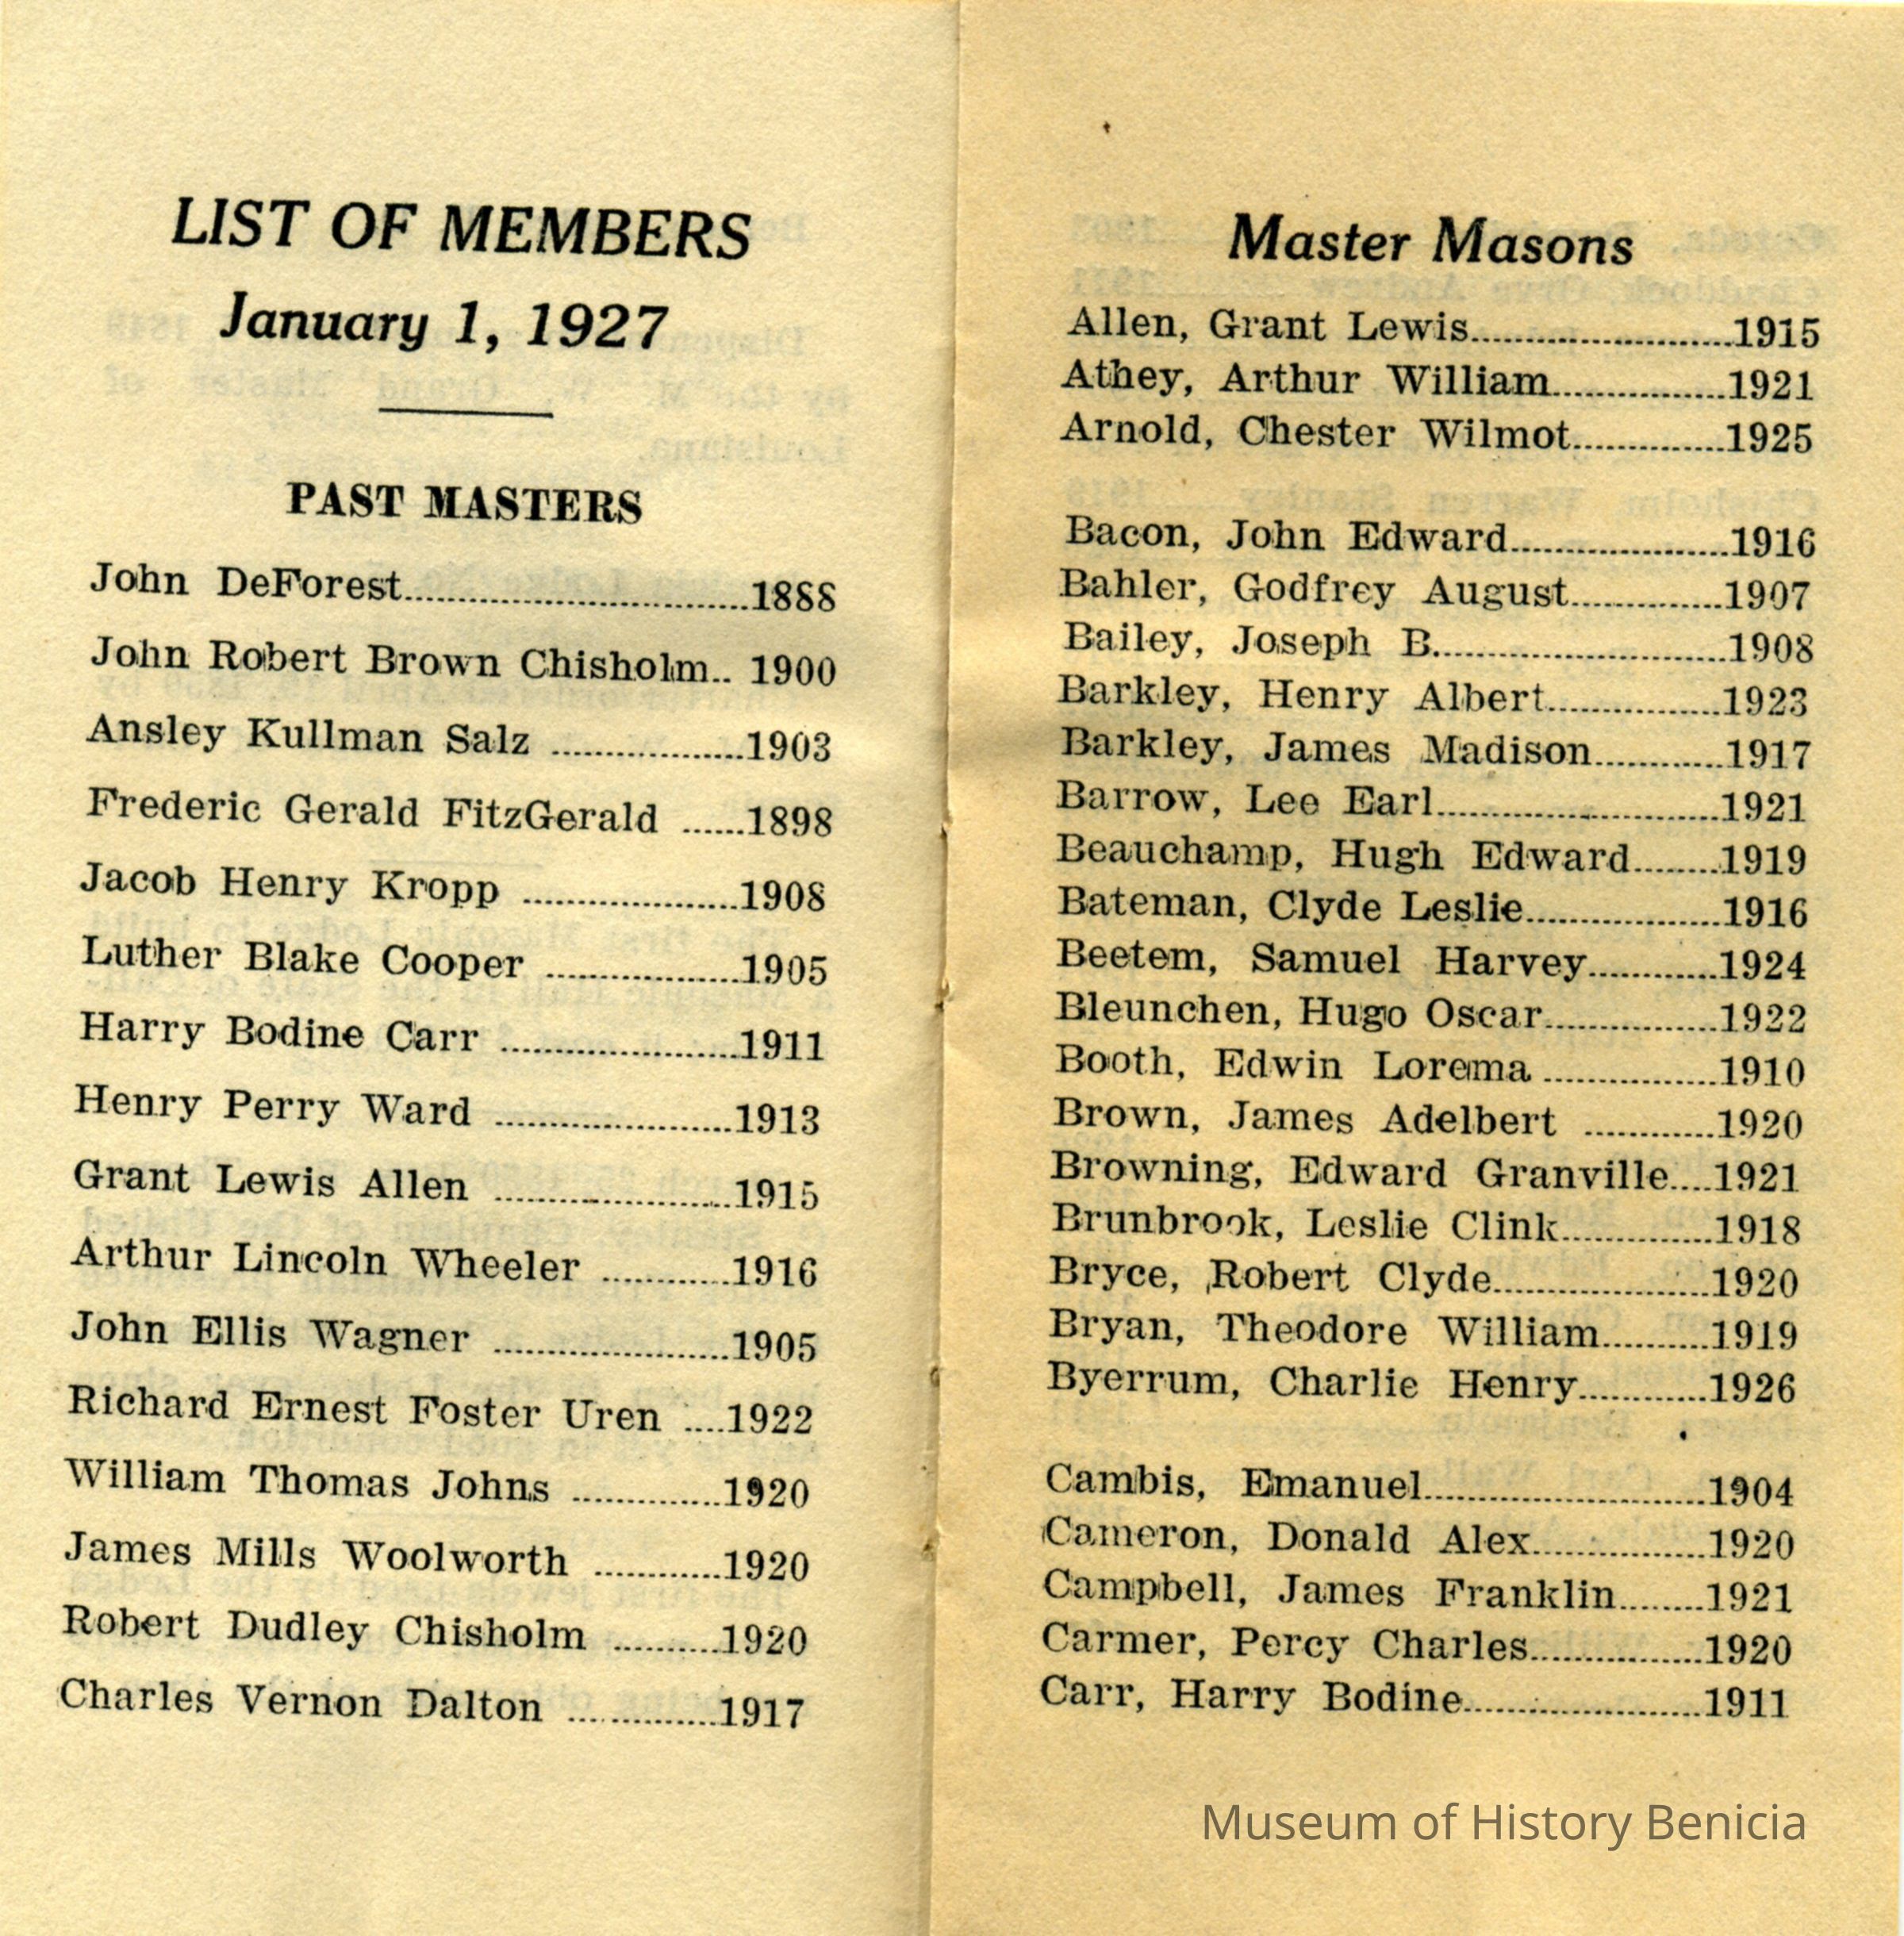 LIST OF MEMBERS
January 1, 1927
PAST MASTERS
John DeForest................................1888
John Robert Brown Chisholm.. 1900
Ansley Kullman Salz ..................1903
Frederic Gerald FitzGerald ......1898
Jacob Henry Kropp ....................1908
Luther Blake Cooper ..................1905
Harry Bodine Carr ......................1911
Henry Perry Ward ......................1913
Grant Lewis Allen ......................1915
Arthur Lincoln Wheeler ............1916
John Ellis Wagner ......................1905
Richard Ernest Foster Uren ....1922
William Thomas Johns ..............1920
James Mills Woolworth ............1920
Robert Dudley Chisholm ..........1920
Charles Vernon Dalton ..............1917
Master Masons
Allen, Grant Lewis........................1915
Athey, Arthur William................1921
Arnold, Chester Wilmot..............1925
Bacon, John Edward....................1916
Bahler, Godfrey August..............1907
Bailey, Joseph B...........................1908
Barkley, Henry Albert................1923
Barkley, James Madison............1917
Barrow, Lee Earl..........................1921
Beauchamp, Hugh Edward........1919
Bateman, Clyde Leslie..................1916
Beetem, Samuel Harvey............1924
Bleunchen, Hugo Oscar................1922
Booth, Edwin Lorema ................1910
Brown, James Adelbert ............1920
Browning, Edward Granville....1921
Brunbrook, Leslie Clink..............1918
Bryce, Robert Clyde....................1920
Bryan, Theodore William..........1919
Byerrum, Charlie Henry............1926
Cambis, Emanuel..........................1904
Cameron, Donald Alex................1920
Campbell, James Franklin........1921
Carmer, Percy Charles................1920
Carr, Harry Bodine......................1911
Museum of History Benicia